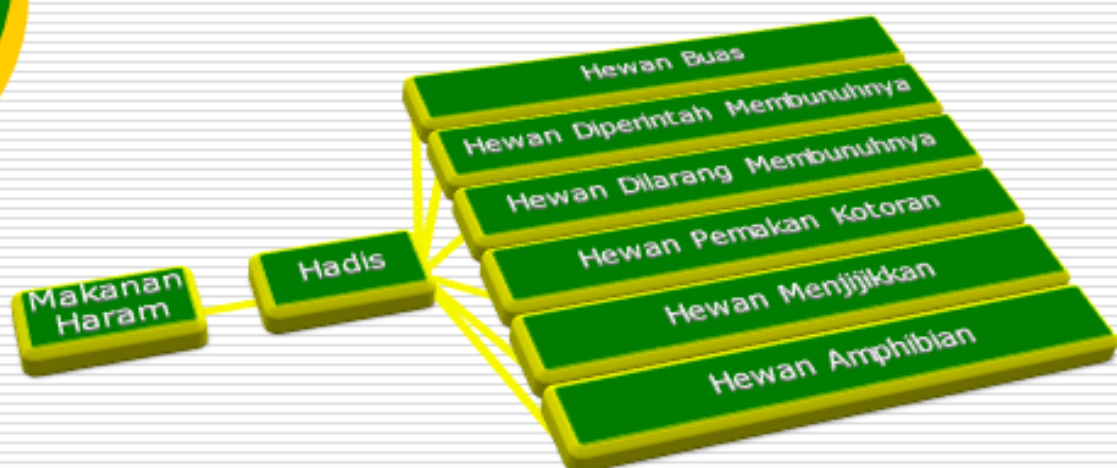 Makanan
Haram
Hadis
Hewan Buas
Hewan Diperintah Membunuhnya
Hewan Dilarang Membunuhnya
Hewan Pemakan Kotoran
Hewan Menjijikkan
Hewan Amphibian